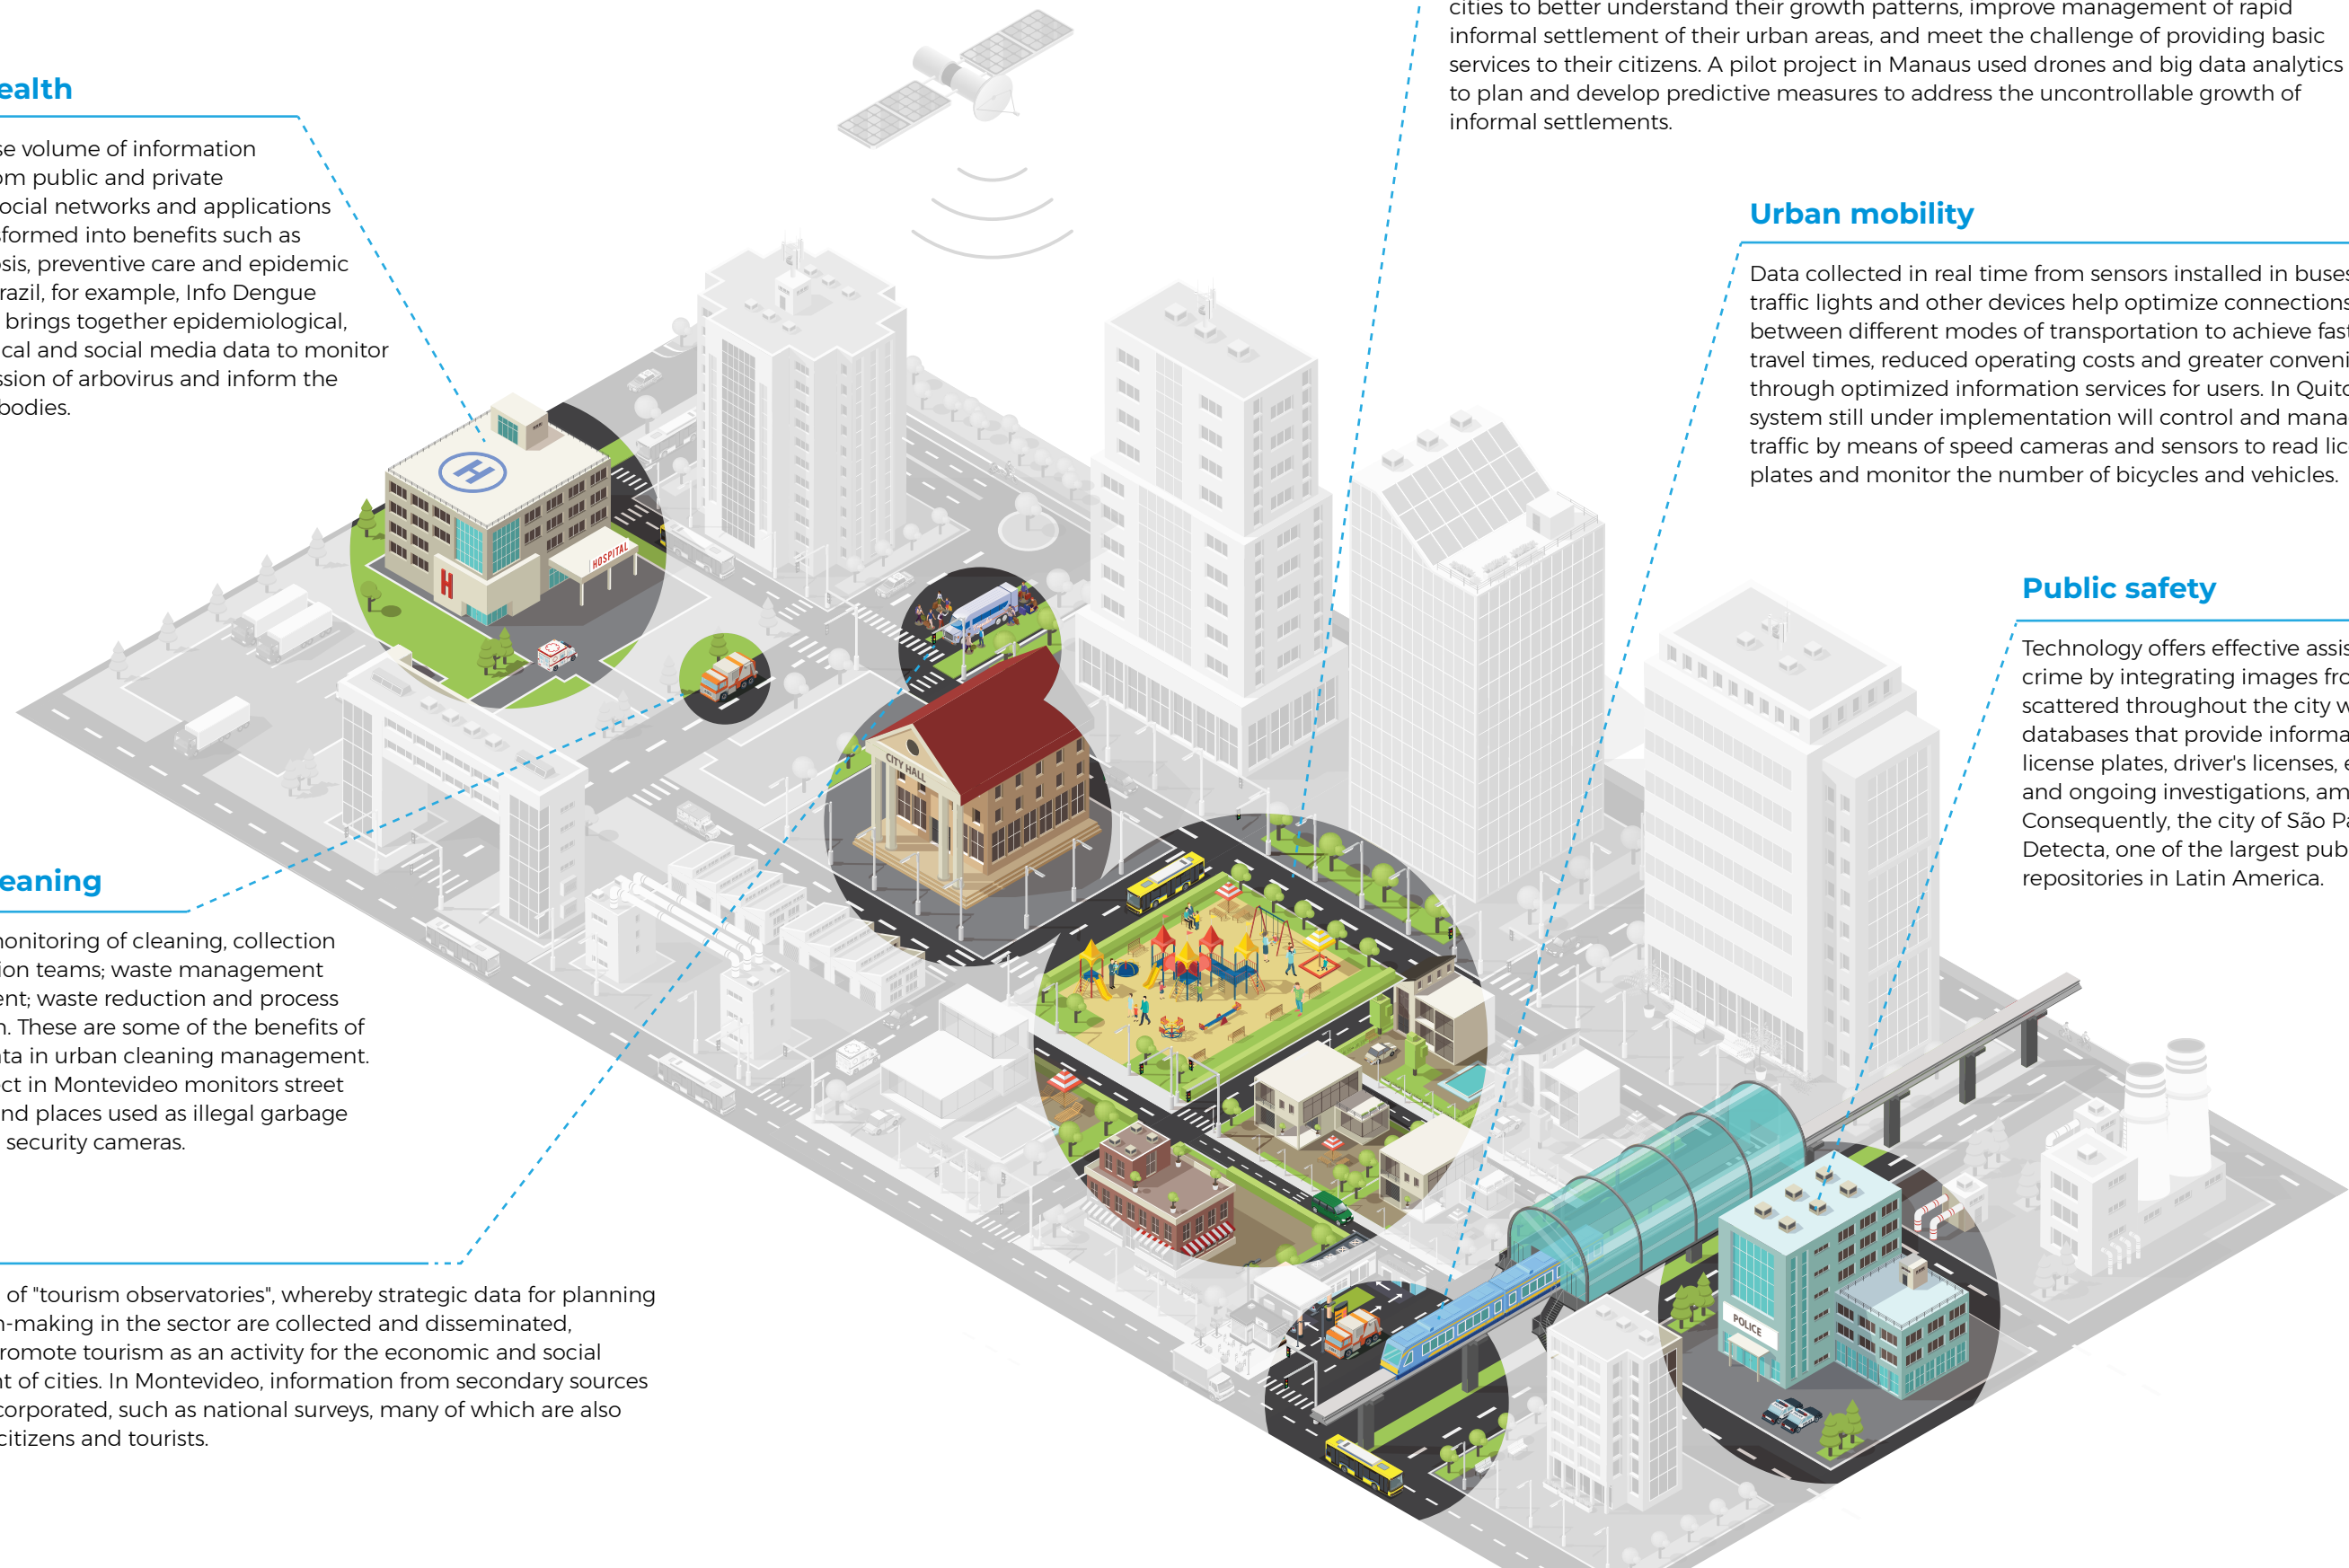 cities to better understand their growth patterns, improve management of rapid
informal settlement of their urban areas, and meet the challenge of providing basic
services to their citizens. A pilot project in Manaus used drones and big data analytics
to plan and develop predictive measures to address the uncontrollable growth of
informal settlements.
ealth
se volume of information
om public and private
ocial networks and applications
sformed into benefits such as
osis, preventive care and epidemic
razil, for example, Info Dengue
brings together epidemiological,
ical and social media data to monitor
ssion of arbovirus and inform the
bodies.
Urban mobility
Data collected in real time from sensors installed in buses
traffic lights and other devices help optimize connections
between different modes of transportation to achieve fast
travel times, reduced operating costs and greater conveni
through optimized information services for users. In Quito
system still under implementation will control and mana
traffic by means of speed cameras and sensors to read lic
plates and monitor the number of bicycles and vehicles.
Public safety
Technology offers effective assis
crime by integrating images fro
scattered throughout the city w
databases that provide informa
license plates, driver's licenses, e
and ongoing investigations, am
Consequently, the city of São Pa
Detecta, one of the largest pub
repositories in Latin America.
H
HOSPITAL
H
CITY HALL
eaning
monitoring of cleaning, collection
ion teams; waste management
ent; waste reduction and process
n. These are some of the benefits of
ata in urban cleaning management.
ect in Montevideo monitors street
and places used as illegal garbage
security cameras.
of "tourism observatories", whereby strategic data for planning
n-making in the sector are collected and disseminated,
promote tourism as an activity for the economic and social
nt of cities. In Montevideo, information from secondary sources
corporated, such as national surveys, many of which are also
citizens and tourists.
POLICE